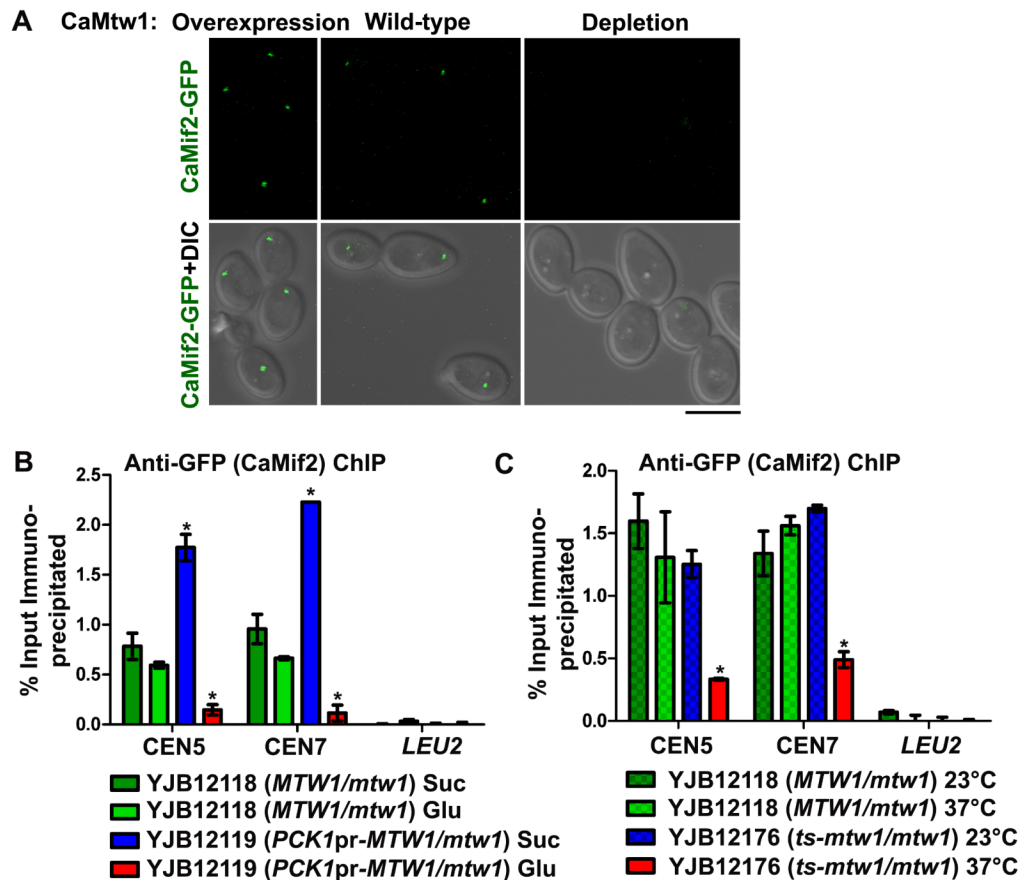 A
CaMtw1: Overexpression Wild-type Depletion
CaMif2-GFP
CaMif2-GFP+DIC
B
Anti-GFP (CaMif2) ChIP
% Input Immuno-
precipitated
2.5
2.0
1.5
1.0
0.5
0.0
* * * *
CEN5 CEN7 LEU2
YJB12118 (MTW1/mtw1) Suc
YJB12118 (MTW1/mtw1) Glu
YJB12119 (PCK1pr-MTW1/mtw1) Suc
YJB12119 (PCK1pr-MTW1/mtw1) Glu
C
Anti-GFP (CaMif2) ChIP
% Input Immuno-
precipitated
2.0
1.5
1.0
0.5
0.0
* *
CEN5 CEN7 LEU2
YJB12118 (MTW1/mtw1) 23°C
YJB12118 (MTW1/mtw1) 37°C
YJB12176 (ts-mtw1/mtw1) 23°C
YJB12176 (ts-mtw1/mtw1) 37°C